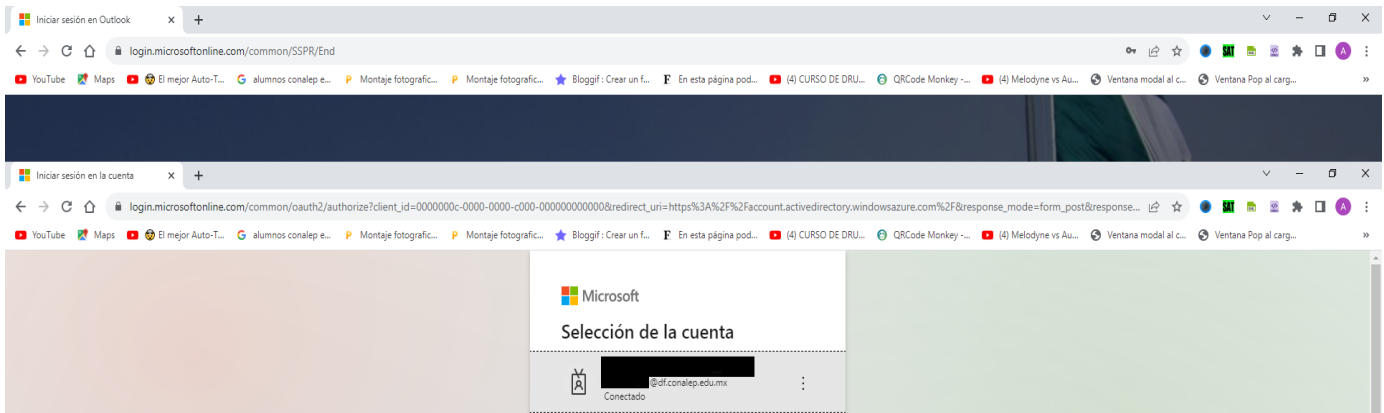 Iniciar sesión en Outlook
login.microsoftonline.com/common/SSPR/End
A
YouTube Maps El mejor Auto-T... alumnos conalep e... Montaje fotografic... Montaje fotografic... Bloggif : Crear un f... En esta página pod... (4) CURSO DE DRU... QRCode Monkey -... (4) Melodyne vs Au... Ventana modal al c... Ventana Pop al carg...
Iniciar sesión en la cuenta
login.microsoftonline.com/common/oauth2/authorize?client_id=0000000c-0000-0000-c000-000000000000&redirect_uri=https%3A%2F%2Faccount.activedirectory.windowsazure.com%2F&response_mode=form_post&response...
SAT A
YouTube Maps El mejor Auto-T... alumnos conalep e... Montaje fotografic... Montaje fotografic... Bloggif : Crear un f... En esta página pod... (4) CURSO DE DRU... QRCode Monkey -... (4) Melodyne vs Au... Ventana modal al c... Ventana Pop al carg...
Microsoft
Selección de la cuenta
@df.conalep.edu.mx
Conectado